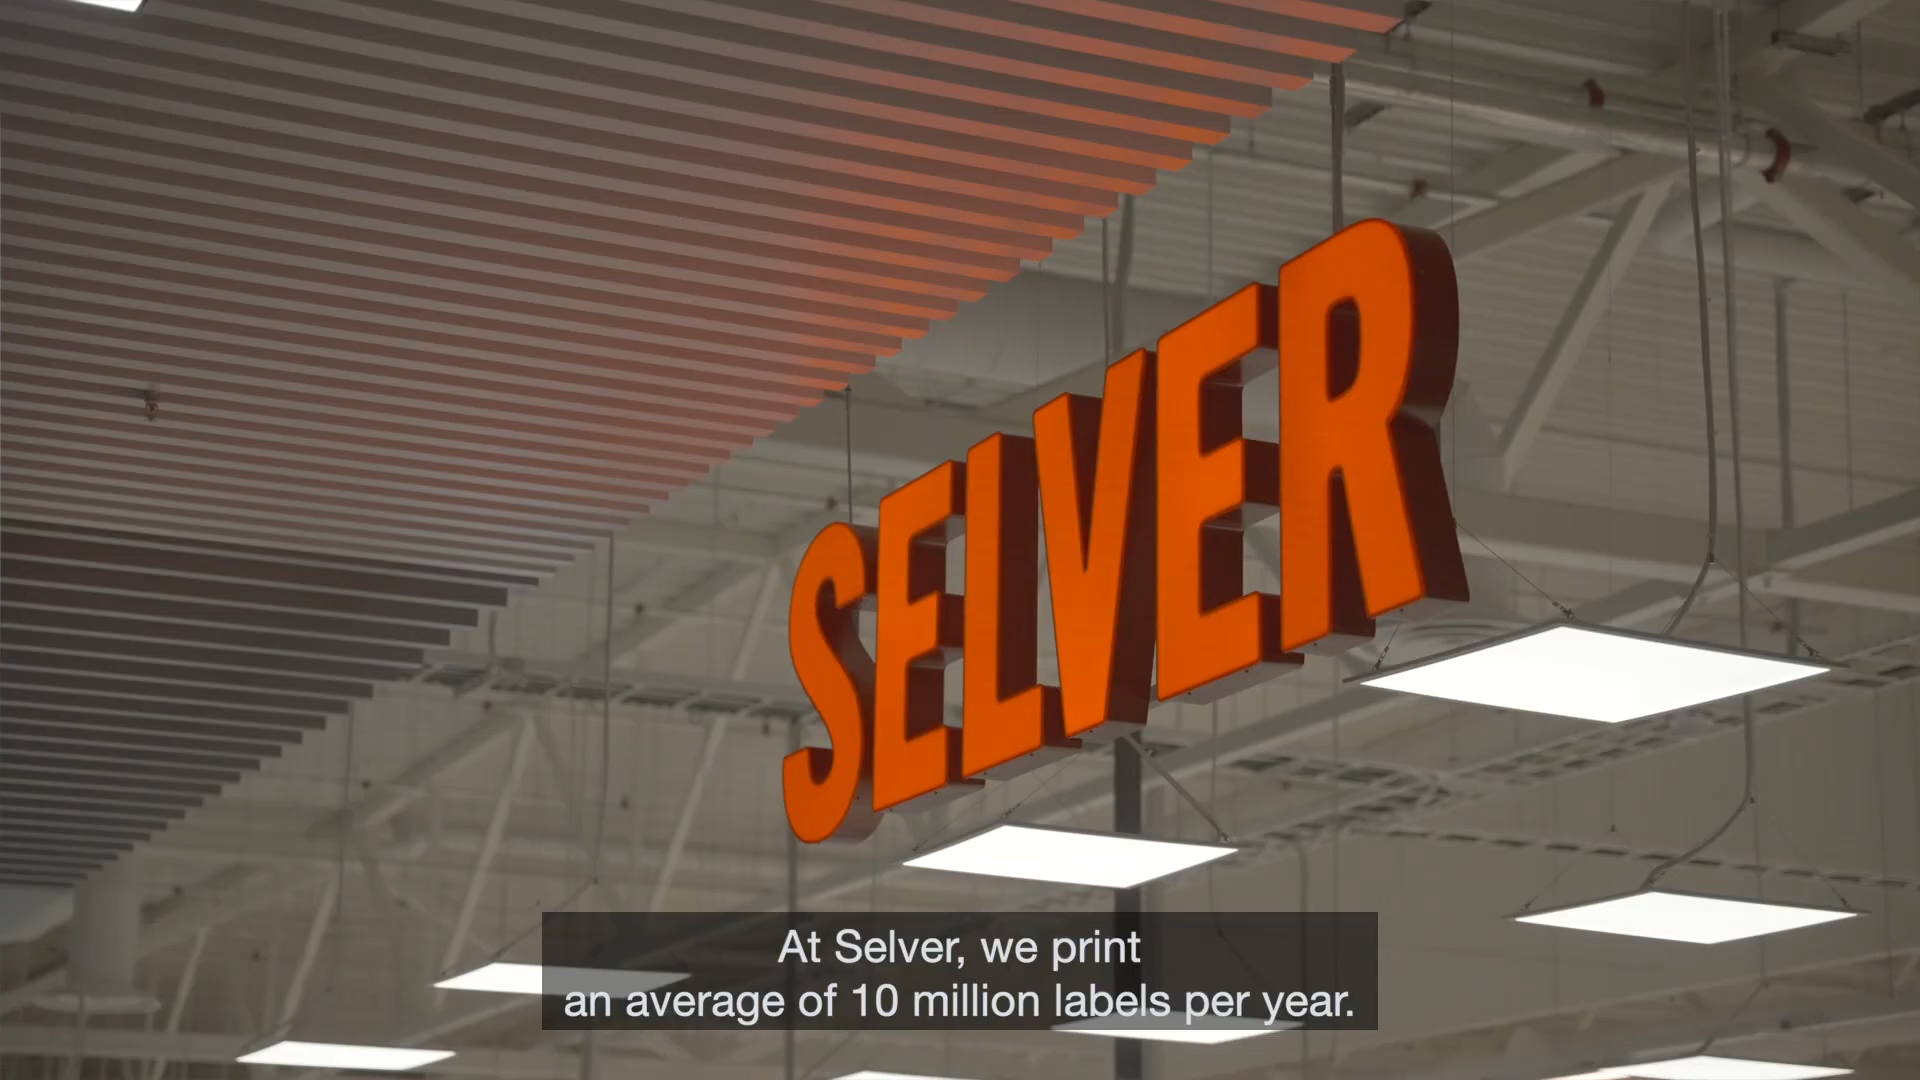 SELVER
At Selver, we print
an average of 10 million labels per year.